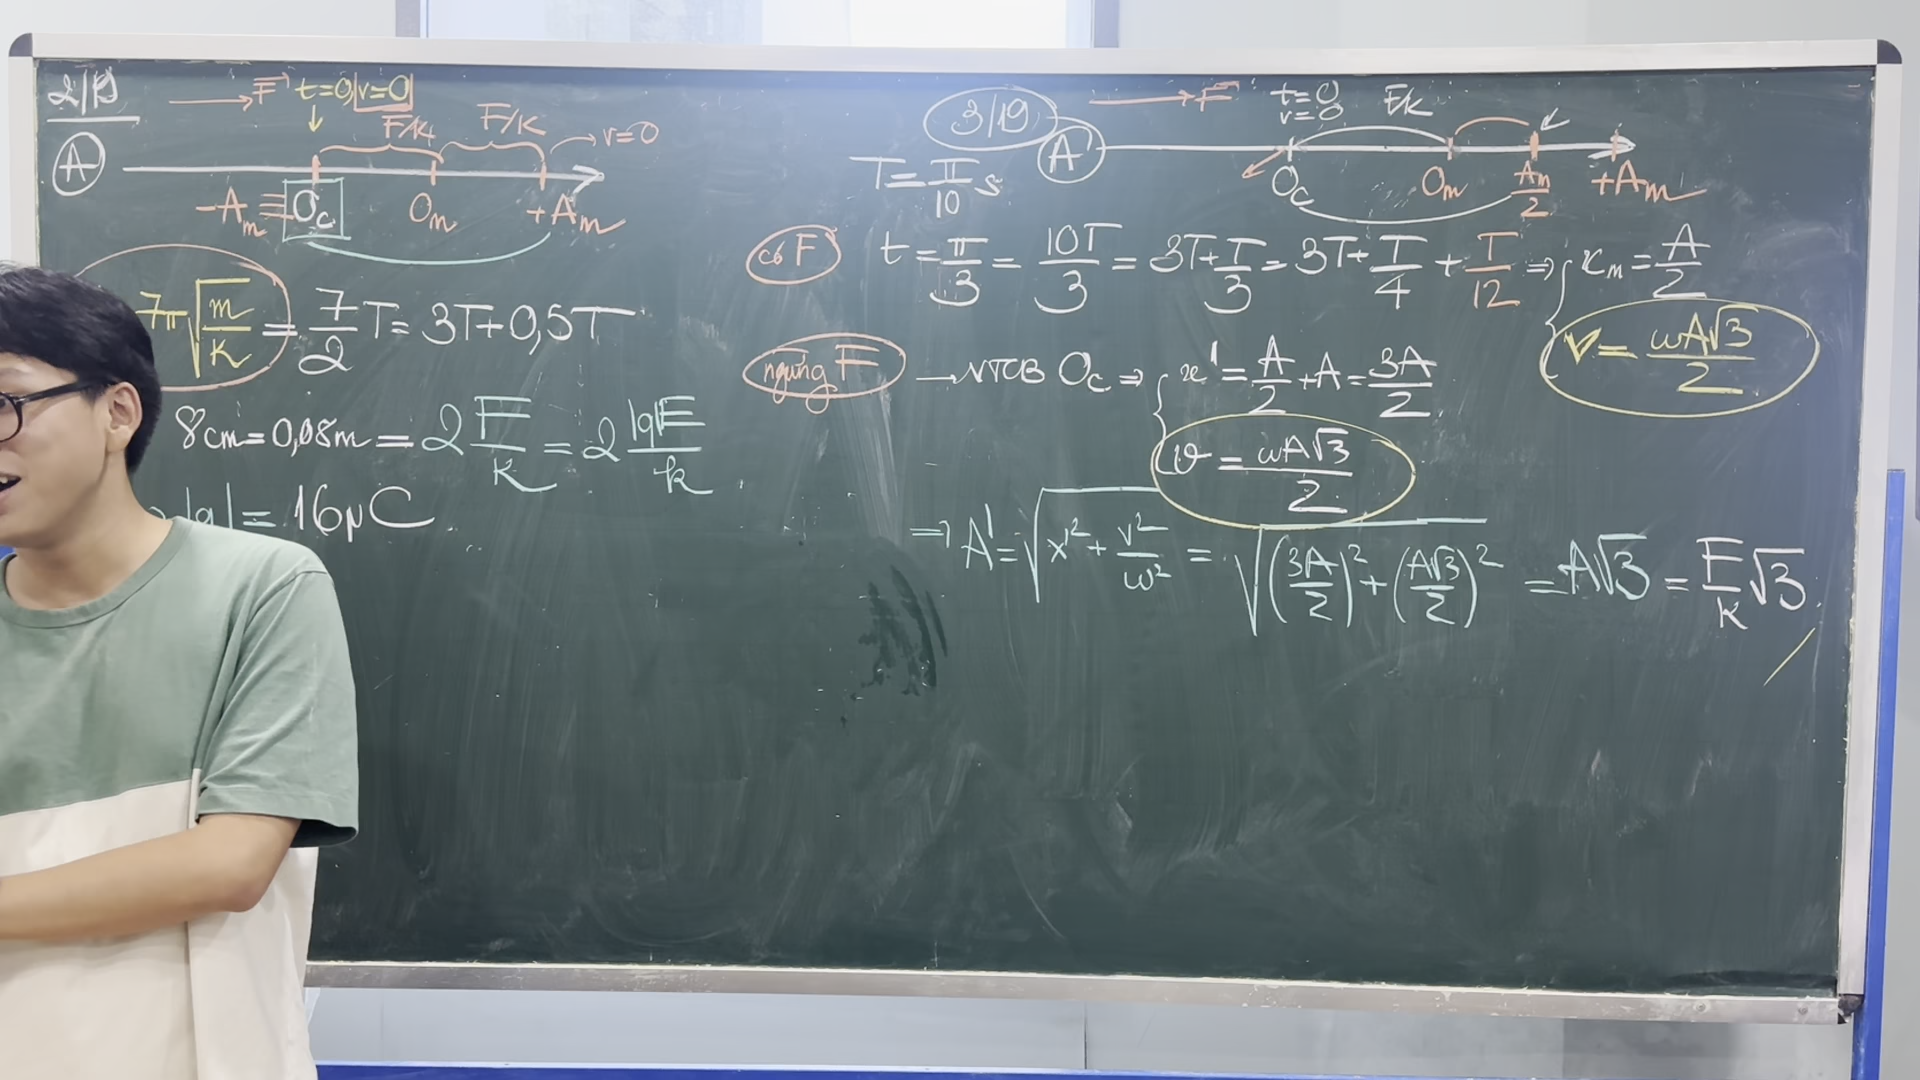 2/19
F t=0 v=0
F/k F/k v=0
A
-Am ≡ Oc Om +Am
7π√(m/k) = 7/2 T = 3T+0,5T
8cm = 0,08m = 2 F/k = 2 |q|E/k
|q| = 16μC
3/19 F t=0 v=0 F/k
A
T = π/10 s
Oc Om Am/2 +Am
có F t = π/3 = 10T/3 = 3T + T/3 = 3T + T/4 + T/12 ⇒ { xm = A/2
v = ωA√3/2
ngừng F → VTCB Oc ⇒ { x' = A/2 + A = 3A/2
v = ωA√3/2
⇒ A' = √(x'² + v²/ω²) = √((3A/2)² + (A√3/2)²) = A√3 = F/k √3